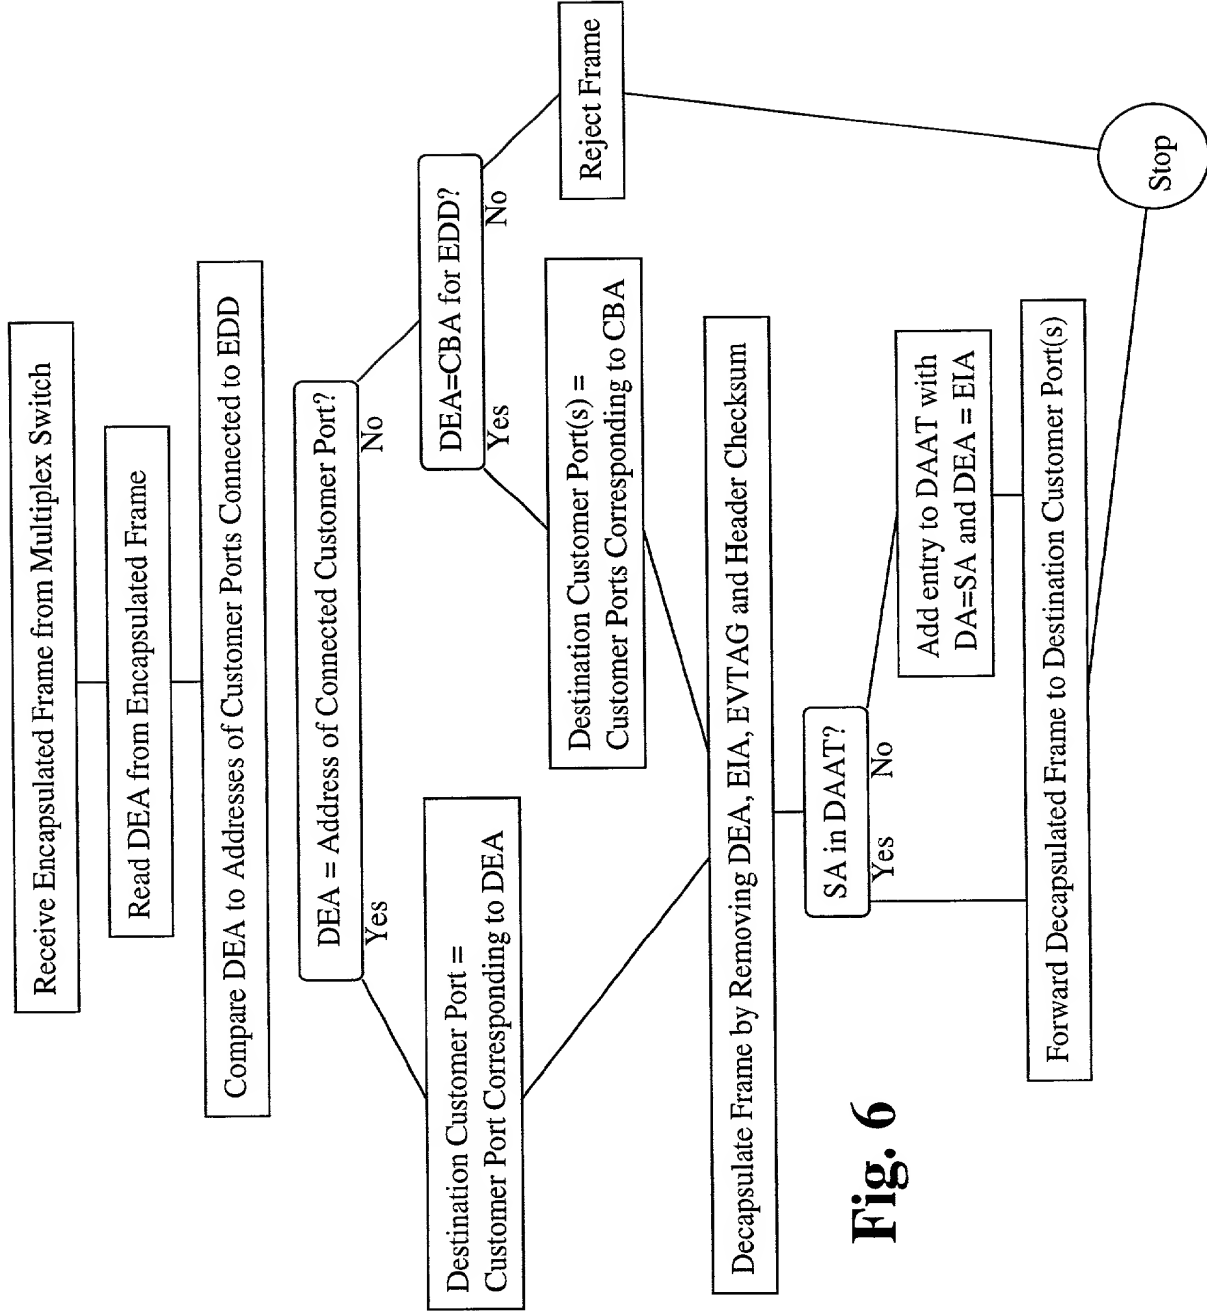 Receive Encapsulated Frame from Multiplex Switch
Read DEA from Encapsulated Frame
Compare DEA to Addresses of Customer Ports Connected to EDD
DEA = Address of Connected Customer Port?
Yes
No
DEA=CBA for EDD?
Yes
No
Destination Customer Port =
Customer Port Corresponding to DEA
Destination Customer Port(s) =
Customer Ports Corresponding to CBA
Reject Frame
Decapsulate Frame by Removing DEA, EIA, EVTAG and Header Checksum
SA in DAAT?
Yes
No
Add entry to DAAT with
DA=SA and DEA = EIA
Forward Decapsulated Frame to Destination Customer Port(s)
Stop
Fig. 6